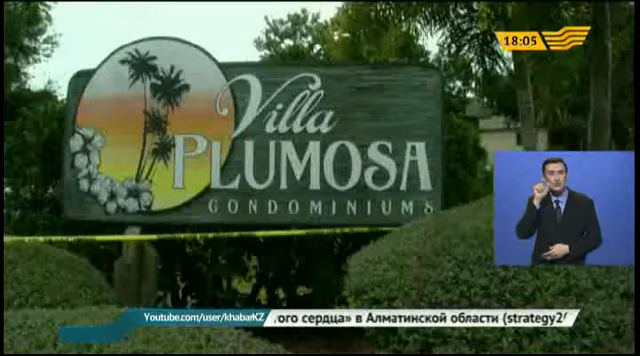 18:05
Villa
PLUMOSA
CONDOMINIUMS
Youtube.com/user/khabarKZ
ого сердца» в Алматинской области (strategy2